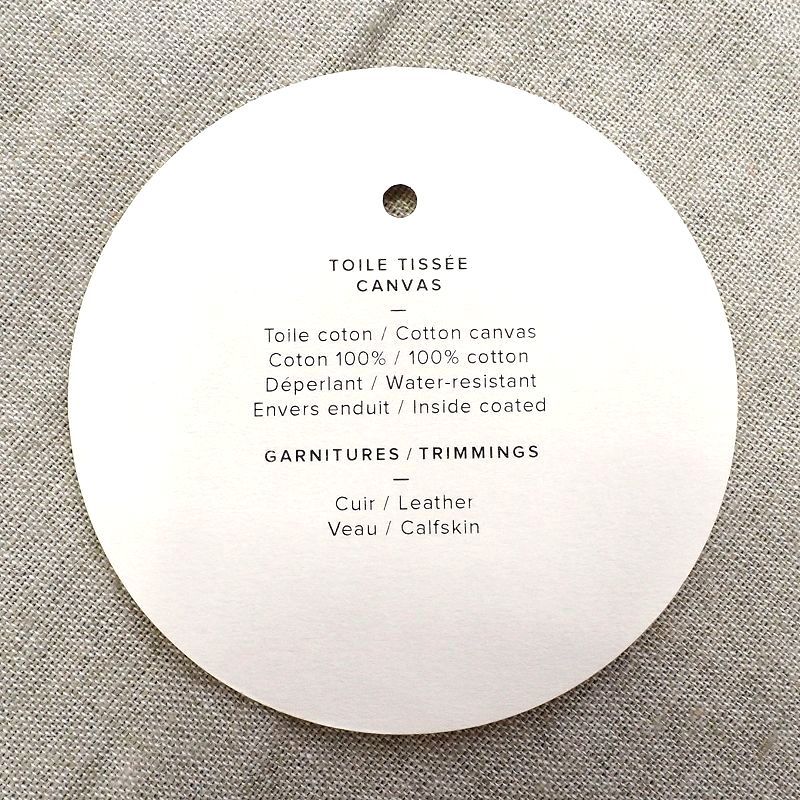 TOILE TISSÉE
CANVAS
—
Toile coton / Cotton canvas
Coton 100% / 100% cotton
Déperlant / Water-resistant
Envers enduit / Inside coated
GARNITURES / TRIMMINGS
—
Cuir / Leather
Veau / Calfskin